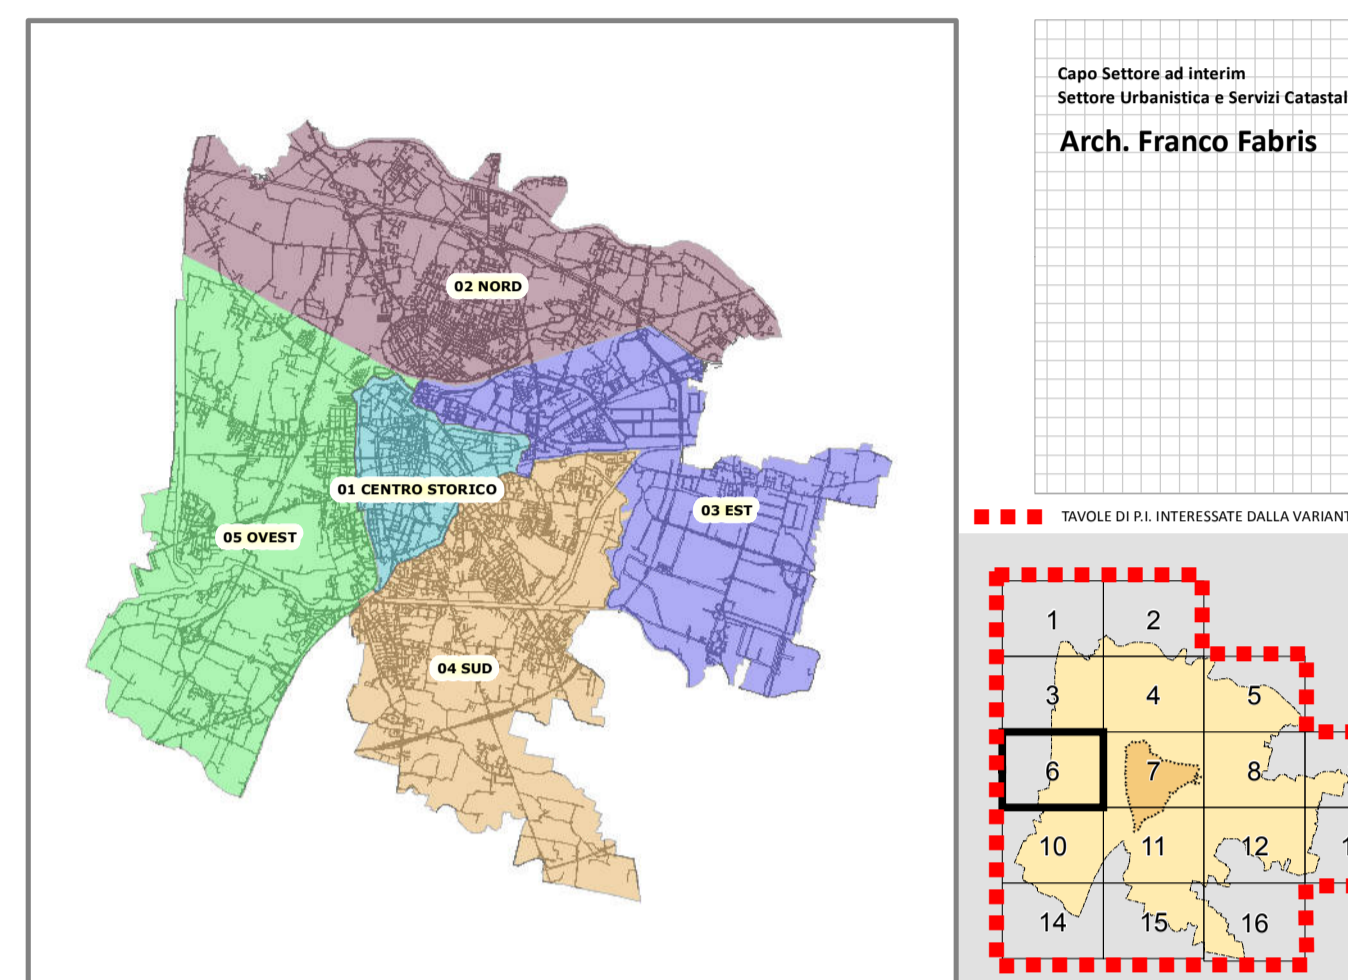 02 NORD
01 CENTRO STORICO
03 EST
05 OVEST
04 SUD
Capo Settore ad interim
Settore Urbanistica e Servizi Catastal
Arch. Franco Fabris
TAVOLE DI P.I. INTERESSATE DALLA VARIANT
1 2
3 4 5
6 7 8
10 11 12
14 15 16